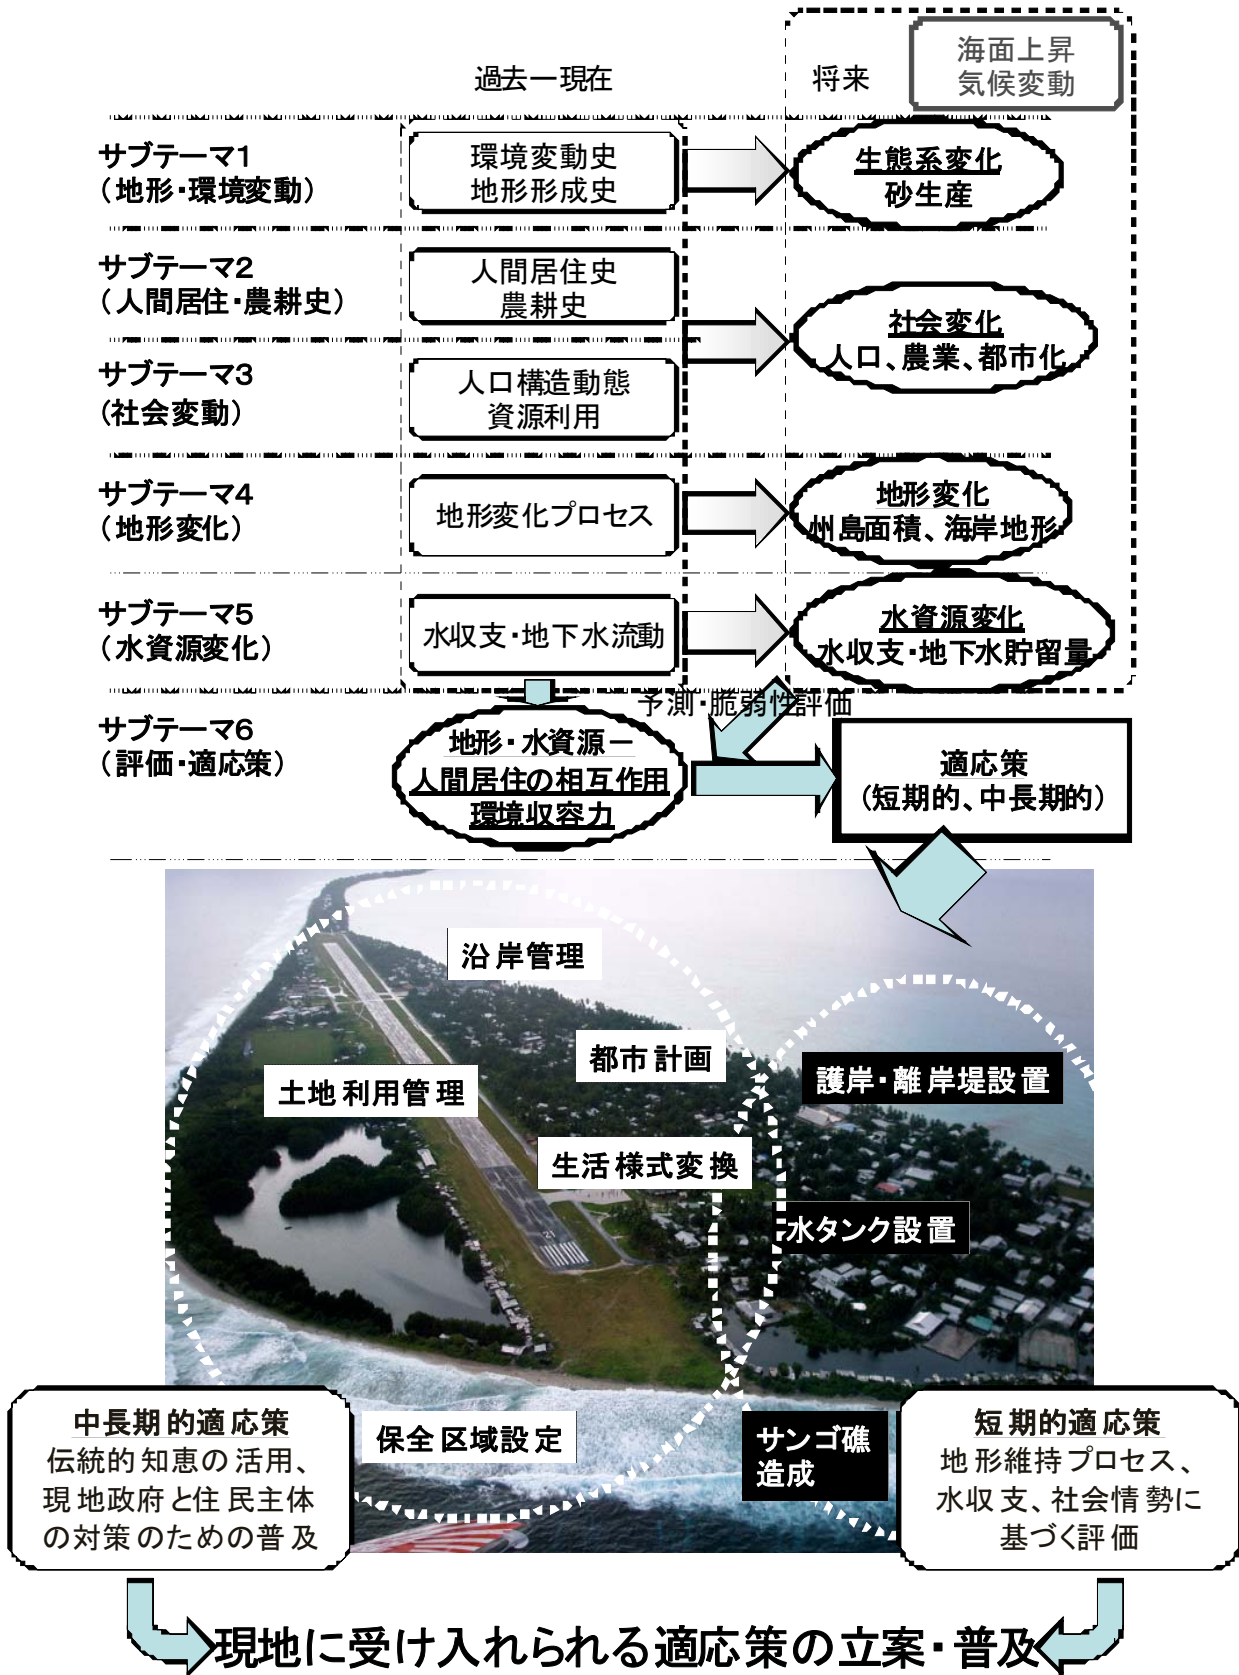 海面上昇
気候変動
過去ー現在
将来
サブテーマ1
(地形・環境変動)
環境変動史
地形形成史
生態系変化
砂生産
サブテーマ2
(人間居住・農耕史)
人間居住史
農耕史
社会変化
人口、農業、都市化
サブテーマ3
(社会変動)
人口構造動態
資源利用
サブテーマ4
(地形変化)
地形変化プロセス
地形変化
州島面積、海岸地形
サブテーマ5
(水資源変化)
水収支・地下水流動
水資源変化
水収支・地下水貯留量
予測・脆弱性評価
サブテーマ6
(評価・適応策)
地形・水資源ー
人間居住の相互作用
環境収容力
適応策
(短期的、中長期的)
沿岸管理
都市計画
護岸・離岸堤設置
土地利用管理
生活様式変換
水タンク設置
21
保全区域設定
サンゴ礁
造成
中長期的適応策
伝統的知恵の活用、
現地政府と住民主体
の対策のための普及
短期的適応策
地形維持プロセス、
水収支、社会情勢に
基づく評価
現地に受け入れられる適応策の立案・普及